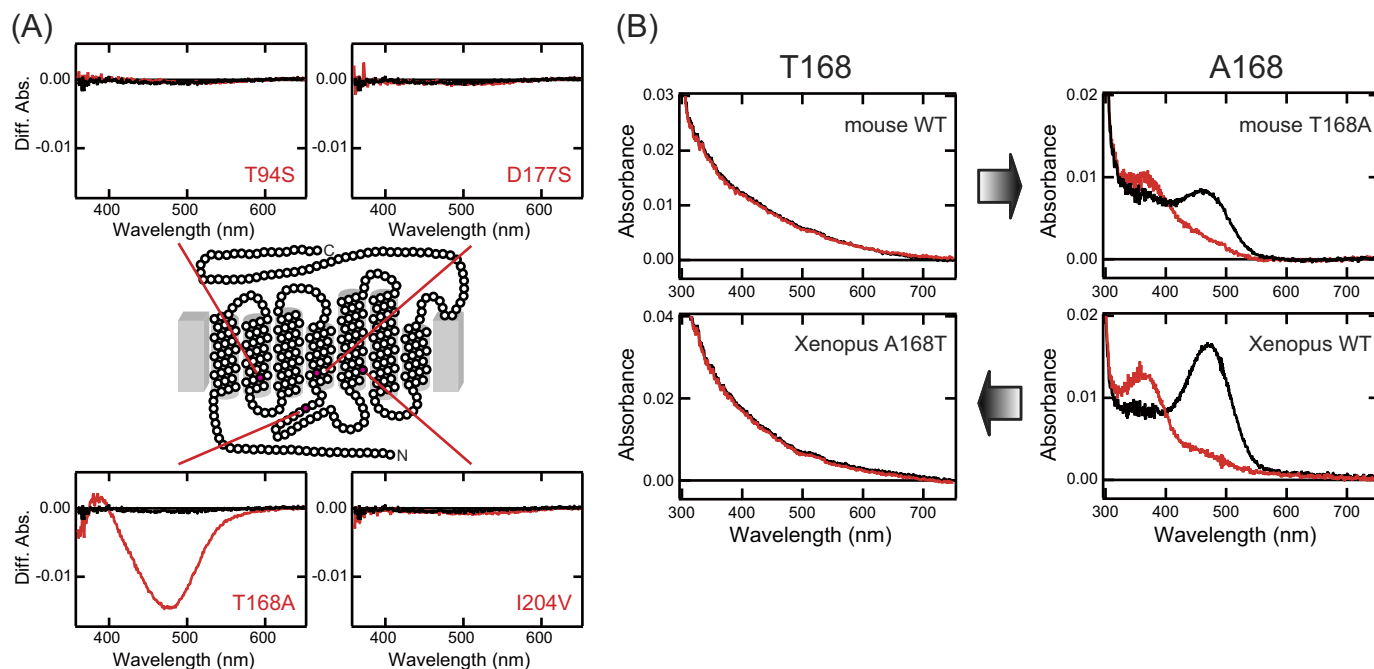 (A)
0.00
-0.01
Diff. Abs.
T94S
400 500 600
Wavelength (nm)
0.00
-0.01
D177S
400 500 600
Wavelength (nm)
C
N
0.00
-0.01
Diff. Abs.
T168A
400 500 600
Wavelength (nm)
0.00
-0.01
I204V
400 500 600
Wavelength (nm)
(B)
T168
A168
0.03
0.02
0.01
0.00
Absorbance
mouse WT
300 400 500 600 700
0.02
0.01
0.00
Absorbance
mouse T168A
300 400 500 600 700
0.04
0.02
0.00
Absorbance
Xenopus A168T
300 400 500 600 700
Wavelength (nm)
0.02
0.01
0.00
Absorbance
Xenopus WT
300 400 500 600 700
Wavelength (nm)